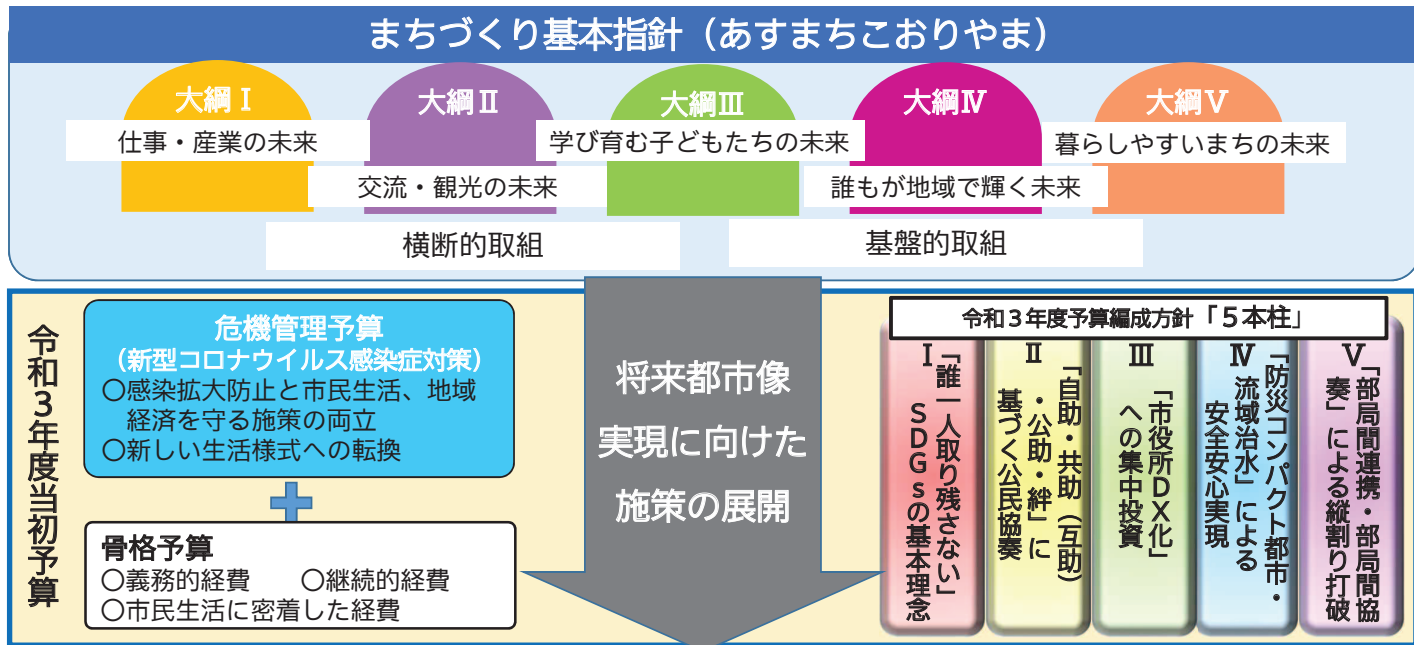 まちづくり基本指針（あすまちこおりやま）
大綱Ⅰ
仕事・産業の未来
大綱Ⅱ
交流・観光の未来
大綱Ⅲ
学び育む子どもたちの未来
大綱Ⅳ
誰もが地域で輝く未来
大綱Ⅴ
暮らしやすいまちの未来
横断的取組
基盤的取組
令和３年度当初予算
危機管理予算
（新型コロナウイルス感染症対策）
〇感染拡大防止と市民生活、地域
経済を守る施策の両立
〇新しい生活様式への転換
骨格予算
〇義務的経費　〇継続的経費
〇市民生活に密着した経費
将来都市像
実現に向けた
施策の展開
令和３年度予算編成方針「５本柱」
Ⅰ
「誰一人取り残さない」
ＳＤＧｓの基本理念
Ⅱ
「自助・共助（互助）
・公助・絆」に
基づく公民協奏
Ⅲ
「市役所ＤＸ化」
への集中投資
Ⅳ
「防災コンパクト都市・
流域治水」による
安全安心実現
Ⅴ
「部局間連携・部局間協
奏」による縦割り打破